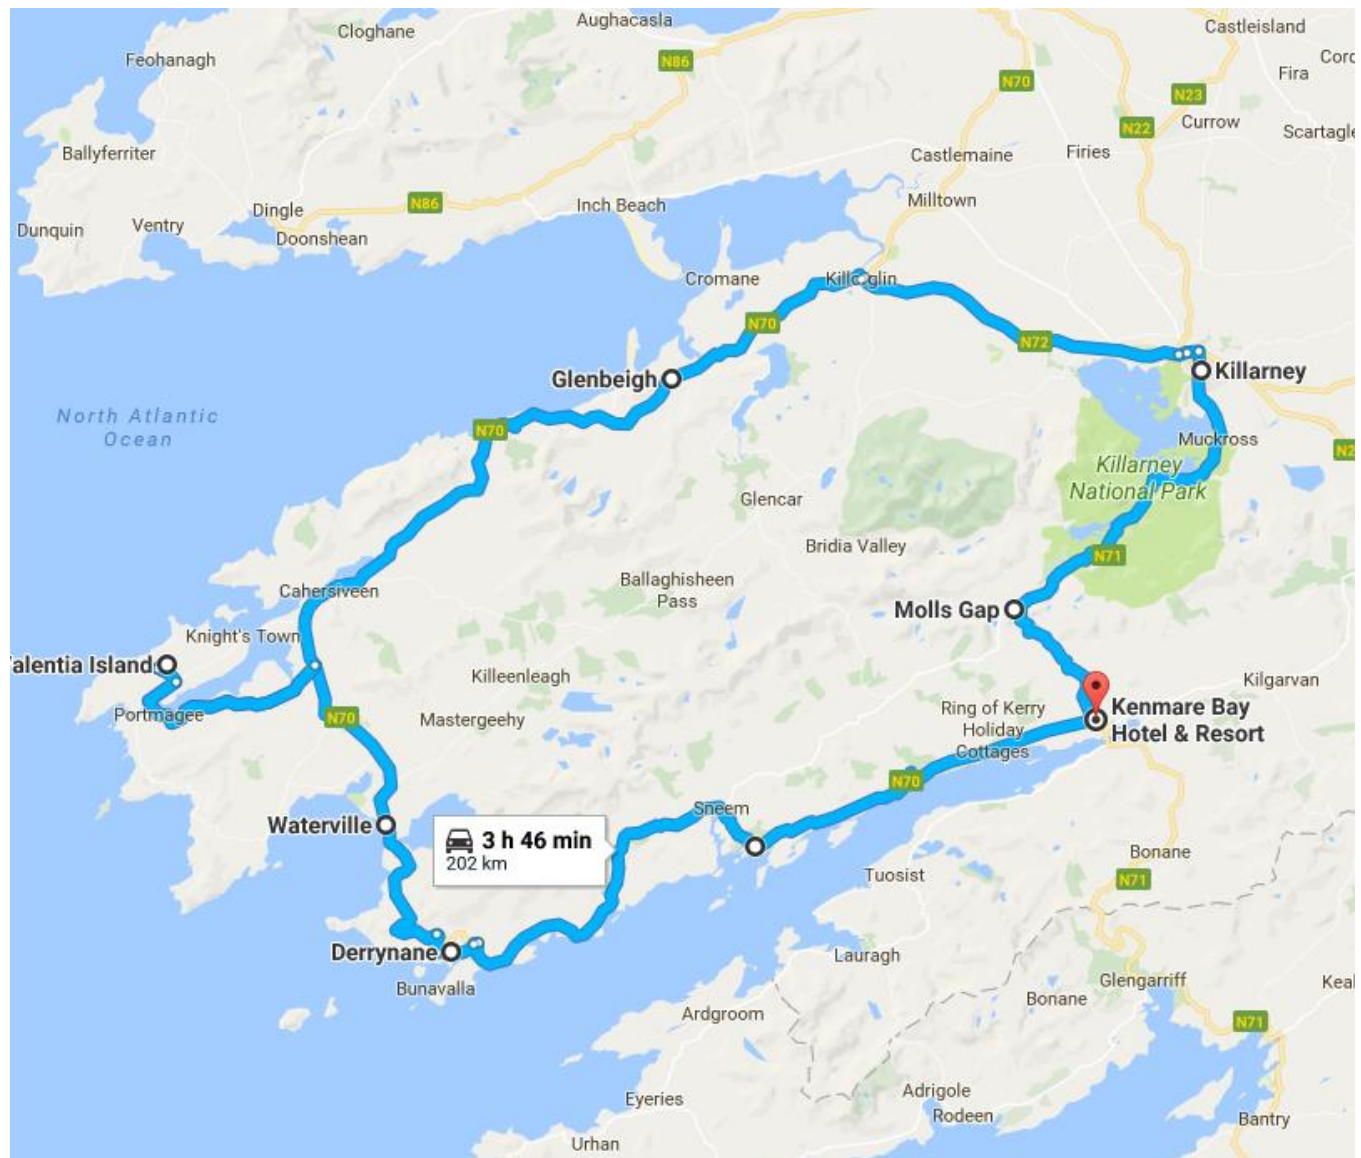 Aughacasla
Cloghane
Castleisland
Feohanagh
N86
Fira
N70
N23
Currow
N22
Ballyferriter
Castlemaine
Firies
Dingle
N86
Inch Beach
Milltown
Dunquin
Ventry
Doonshean
Cromane
N70
N72
Glenbeigh
Killarney
North Atlantic
Ocean
N70
Muckross
Killarney
National Park
Glencar
Bridia Valley
N71
Ballaghisheen
Pass
Cahersiveen
Molls Gap
Knight's Town
alentia Island
Killeenleagh
Kilgarvan
Portmagee
N70
Mastergeehy
Ring of Kerry
Holiday
Cottages
Kenmare Bay
Hotel & Resort
N70
Sneem
Waterville
3 h 46 min
202 km
Bonane
Tuosist
N71
Derrynane
Lauragh
Bunavalla
Glengarriff
Bonane
Ardgroom
N71
Adrigole
Eyeries
Rodeen
Bantry
Urhan